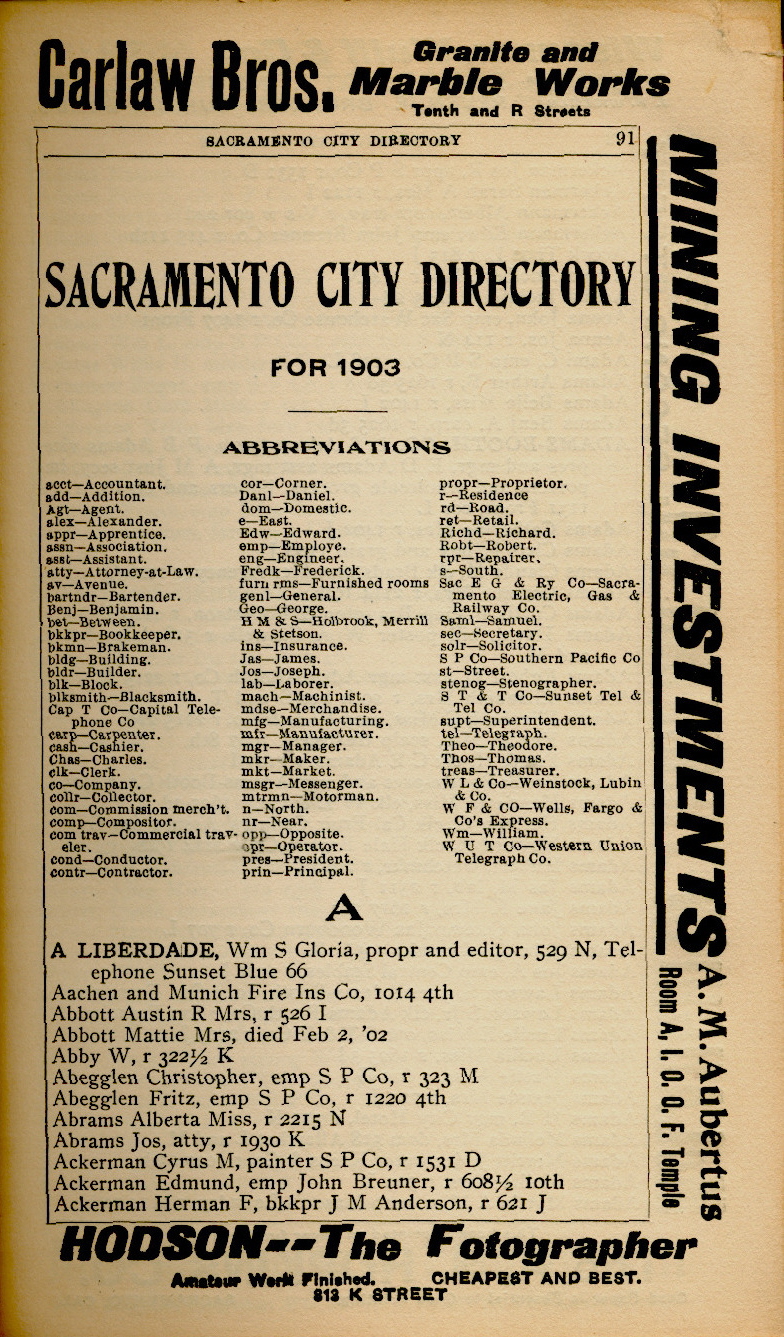 Carlaw Bros. Granite and
Marble Works
Tenth and R Streets
SACRAMENTO CITY DIRECTORY 91
SACRAMENTO CITY DIRECTORY
FOR 1903
ABBREVIATIONS
acct—Accountant.
add—Addition.
Agt—Agent.
alex—Alexander.
appr—Apprentice.
assn—Association.
asst—Assistant.
atty—Attorney-at-Law.
av—Avenue.
bartndr—Bartender.
Benj—Benjamin.
bet—Between.
bkkpr—Bookkeeper.
bkmn—Brakeman.
bldg—Building.
bldr—Builder.
blk—Block.
blksmith—Blacksmith.
Cap T Co—Capital Tele-
phone Co
carp—Carpenter.
cash—Cashier.
Chas—Charles.
clk—Clerk.
co—Company.
collr—Collector.
com—Commission merch't.
comp—Compositor.
com trav—Commercial trav-
eler.
cond—Conductor.
contr—Contractor.
cor—Corner.
Danl—Daniel.
dom—Domestic.
e—East.
Edw—Edward.
emp—Employe.
eng—Engineer.
Fredk—Frederick.
furn rms—Furnished rooms
genl—General.
Geo—George.
H M & S—Holbrook, Merrill
& Stetson.
ins—Insurance.
Jas—James.
Jos—Joseph.
lab—Laborer.
mach—Machinist.
mdse—Merchandise.
mfg—Manufacturing.
mfr—Manufacturer.
mgr—Manager.
mkr—Maker.
mkt—Market.
msgr—Messenger.
mtrmn—Motorman.
n—North.
nr—Near.
opp—Opposite.
opr—Operator.
pres—President.
prin—Principal.
propr—Proprietor.
r—Residence
rd—Road.
ret—Retail.
Richd—Richard.
Robt—Robert.
rpr—Repairer.
s—South.
Sac E G & Ry Co—Sacra-
mento Electric, Gas &
Railway Co.
Saml—Samuel.
sec—Secretary.
solr—Solicitor.
S P Co—Southern Pacific Co
st—Street.
stenog—Stenographer.
S T & T Co—Sunset Tel &
Tel Co.
supt—Superintendent.
tel—Telegraph.
Theo—Theodore.
Thos—Thomas.
treas—Treasurer.
W L & Co—Weinstock, Lubin
& Co.
W F & CO—Wells, Fargo &
Co's Express.
Wm—William.
W U T Co—Western Union
Telegraph Co.
A
A LIBERDADE, Wm S Gloria, propr and editor, 529 N, Tel-
ephone Sunset Blue 66
Aachen and Munich Fire Ins Co, 1014 4th
Abbott Austin R Mrs, r 526 I
Abbott Mattie Mrs, died Feb 2, '02
Abby W, r 322½ K
Abegglen Christopher, emp S P Co, r 323 M
Abegglen Fritz, emp S P Co, r 1220 4th
Abrams Alberta Miss, r 2215 N
Abrams Jos, atty, r 1930 K
Ackerman Cyrus M, painter S P Co, r 1531 D
Ackerman Edmund, emp John Breuner, r 608½ 10th
Ackerman Herman F, bkkpr J M Anderson, r 621 J
MINING INVESTMENTS
A. M. Aubertus
Room A, I. O. O. F. Temple
HODSON--The Fotographer
Amateur Work Finished. CHEAPEST AND BEST.
813 K STREET